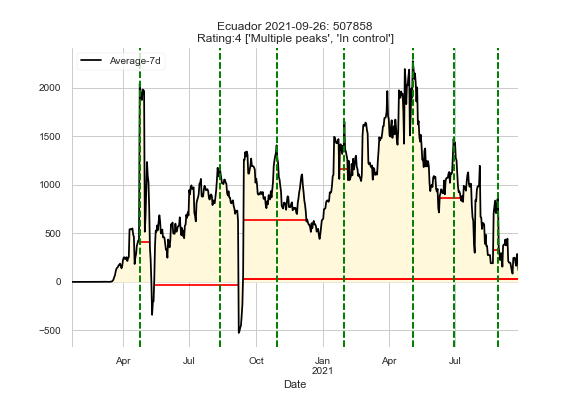 Ecuador 2021-09-26: 507858
Rating:4 ['Multiple peaks', 'In control']
Average-7d
2000
1500
1000
500
0
−500
Apr
Jul
Oct
Jan
2021
Apr
Jul
Date